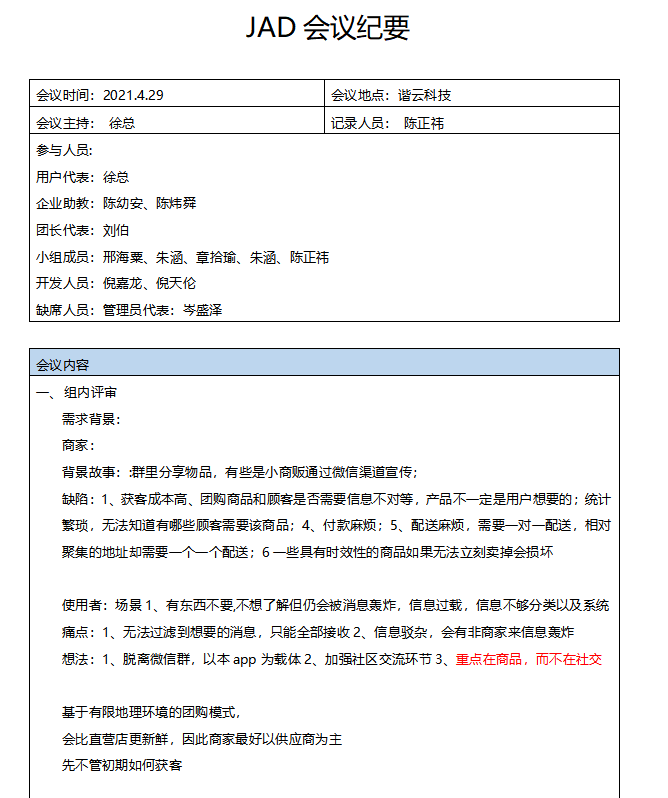 JAD 会议纪要
会议时间：2021.4.29
会议地点：谐云科技
会议主持： 徐总
记录人员： 陈正祎
参与人员:
用户代表：徐总
企业助教：陈幼安、陈炜舜
团长代表：刘伯
小组成员：邢海粟、朱涵、章拾瑜、朱涵、陈正祎
开发人员：倪嘉龙、倪天伦
缺席人员：管理员代表：岑盛泽
会议内容
一、 组内评审
需求背景：
商家：
背景故事：:群里分享物品，有些是小商贩通过微信渠道宣传；
缺陷：1、获客成本高、团购商品和顾客是否需要信息不对等，产品不一定是用户想要的；统计
繁琐，无法知道有哪些顾客需要该商品；4、付款麻烦；5、配送麻烦，需要一对一配送，相对
聚集的地址却需要一个一个配送；6 一些具有时效性的商品如果无法立刻卖掉会损坏
使用者：场景 1、有东西不要,不想了解但仍会被消息轰炸，信息过载，信息不够分类以及系统
痛点：1、无法过滤到想要的消息，只能全部接收 2、信息驳杂，会有非商家来信息轰炸
想法：1、脱离微信群，以本 app 为载体 2、加强社区交流环节 3、重点在商品，而不在社交
基于有限地理环境的团购模式，
会比直营店更新鲜，因此商家最好以供应商为主
先不管初期如何获客